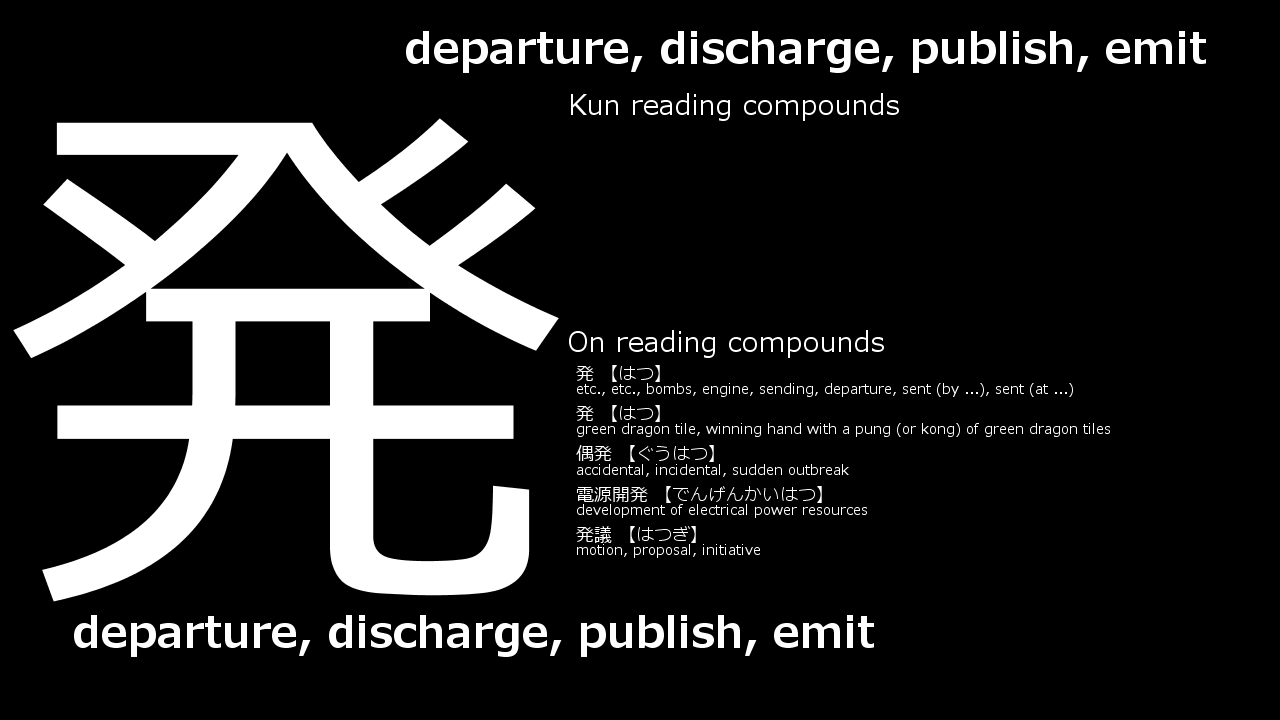 departure, discharge, publish, emit
発
Kun reading compounds
On reading compounds
発 【はつ】
etc., etc., bombs, engine, sending, departure, sent (by ...), sent (at ...)
発 【はつ】
green dragon tile, winning hand with a pung (or kong) of green dragon tiles
偶発 【ぐうはつ】
accidental, incidental, sudden outbreak
電源開発 【でんげんかいはつ】
development of electrical power resources
発議 【はつぎ】
motion, proposal, initiative
departure, discharge, publish, emit